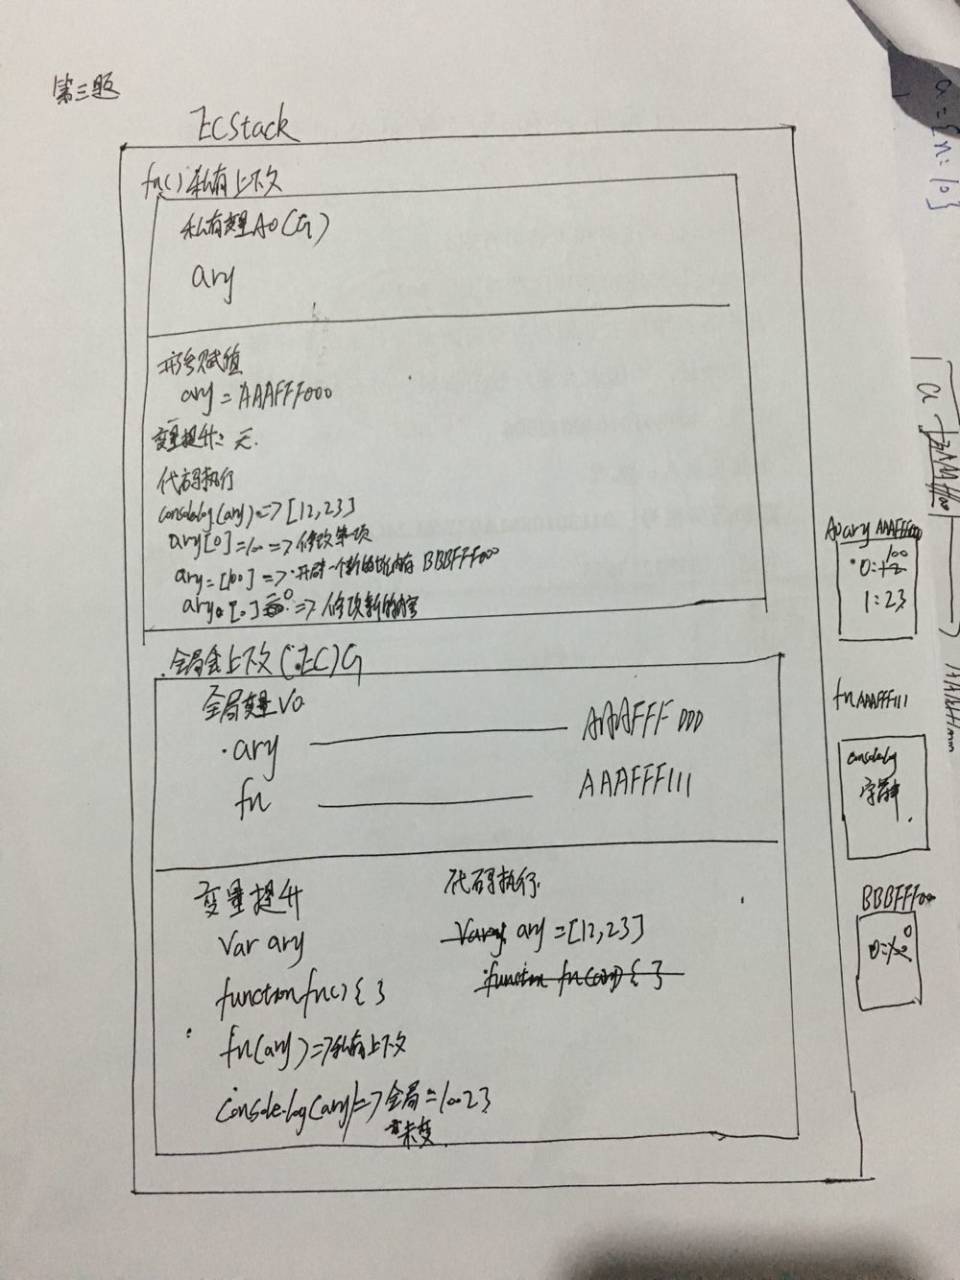 第三题
ECStack
fn()私有上下文
私有变量AO(G)
ary
形参赋值
ary = AAAFFF000
变量提升：无.
代码执行
console.log(ary)=>[12,23]
ary[0]=100=>修改第一项
ary=[100]=>开辟一个新的堆内存 BBBFFF000
ary[0]=0=>修改新的
全局上下文(EC)G
全局变量VO
ary AAAFFF000
fn AAAFFF111
变量提升
var ary
function fn(){ }
fn(ary)=>私有上下文
console.log(ary)=>全局=100 23
未变
代码执行
Var ary = [12,23]
function fn(ary){ }
ary AAAFFF000
0:12 100
1:23
fn AAAFFF111
console.log
字符串
BBBFFF000
0:100 0
a={n:10}
a